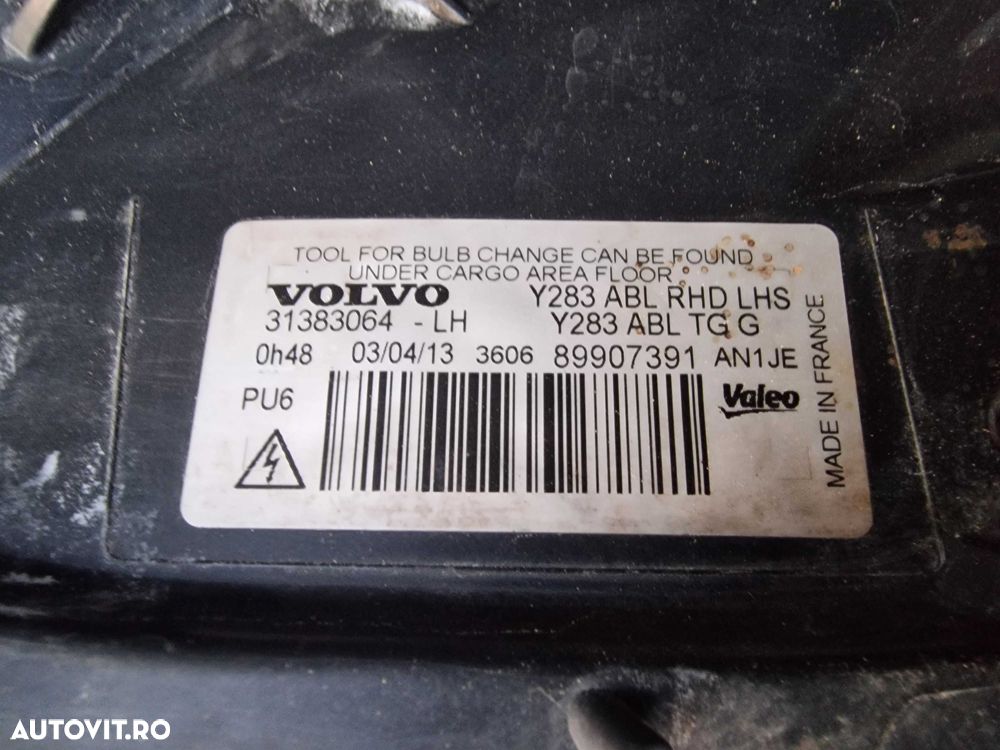 TOOL FOR BULB CHANGE CAN BE FOUND
UNDER CARGO AREA FLOOR
VOLVO Y283 ABL RHD LHS
31383064 - LH Y283 ABL TG G
0h48 03/04/13 3606 89907391 AN1JE
PU6 Valeo
MADE IN FRANCE
AUTOVIT.RO